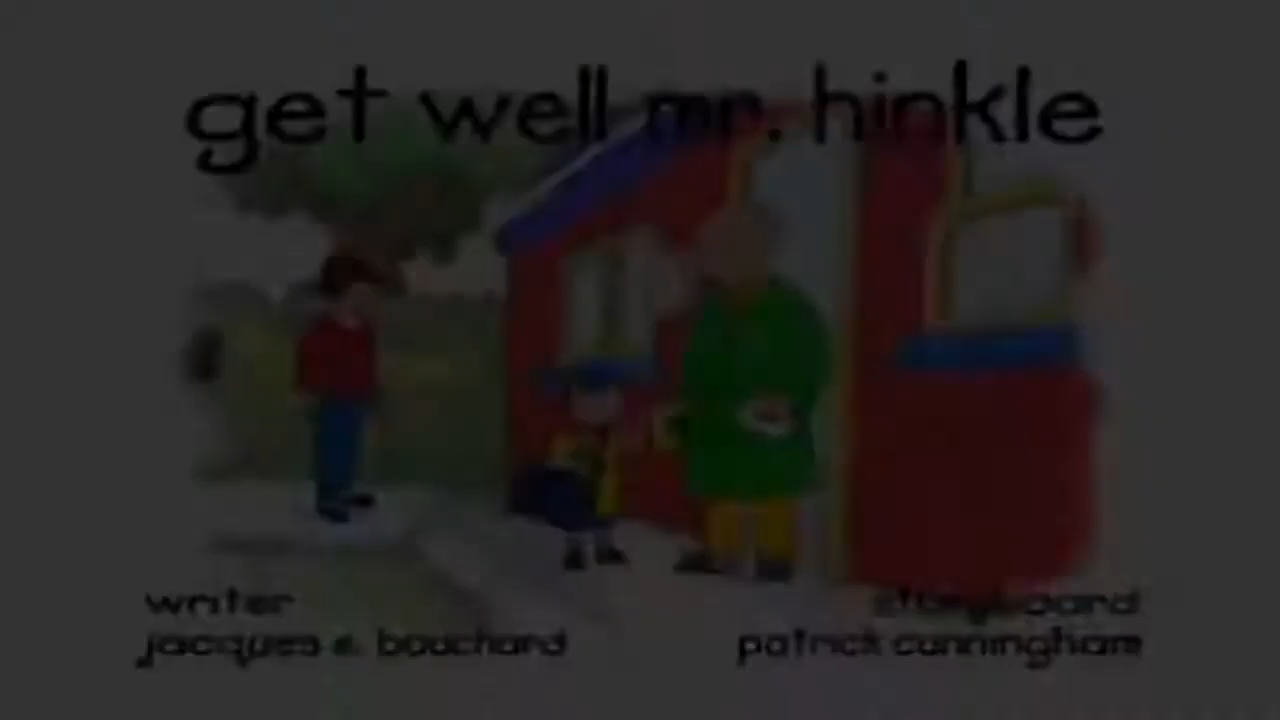 get well mr. hinkle
writer
jacques e. bouchard
storyboard
patrick cunningham